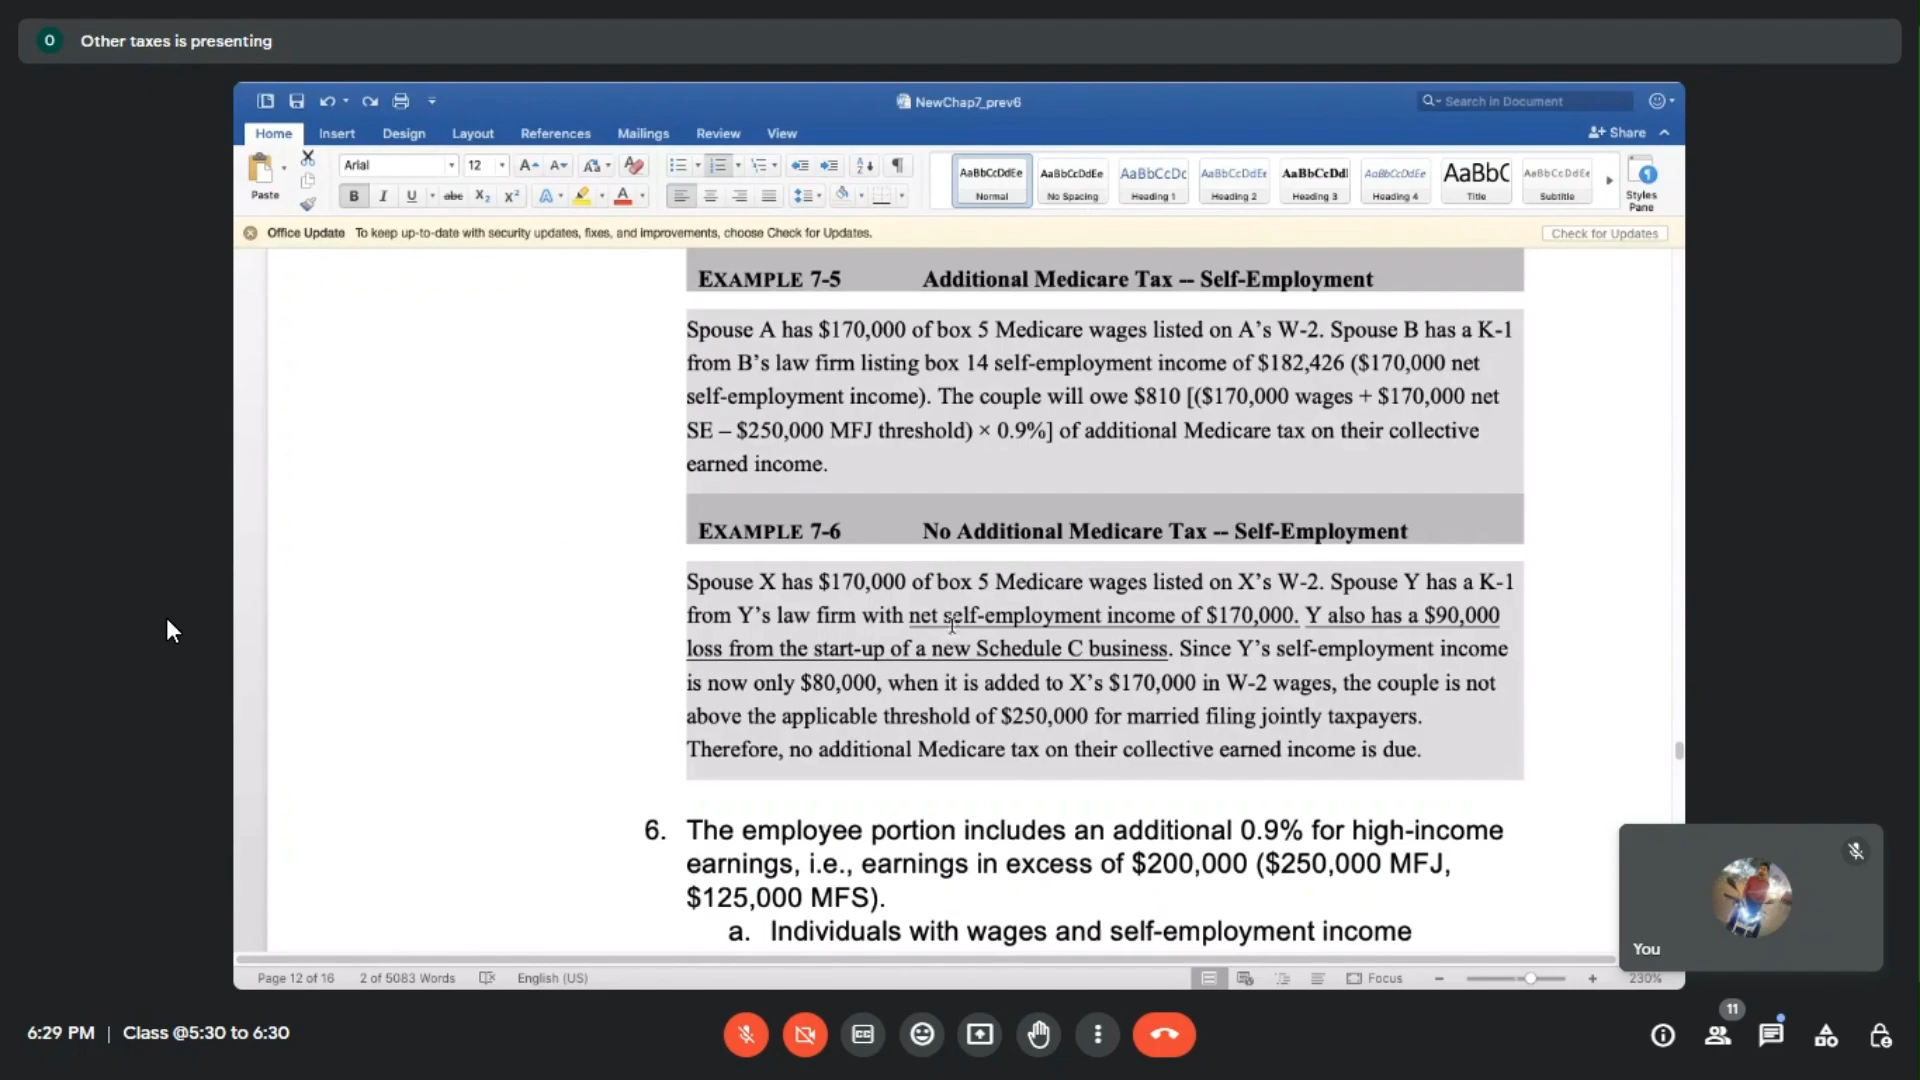 O Other taxes is presenting
NewChap7_prev6
Search in Document
Home Insert Design Layout References Mailings Review View
Share
Paste
Arial 12
AaBbCcDdEe AaBbCcDdEe AaBbCcDc AaBbCcDdEe AaBbCcDdI AaBbCcDdEe AaBbC AaBbCcDdEe
B I U abc X₂ X² A A
Normal No Spacing Heading 1 Heading 2 Heading 3 Heading 4 Title Subtitle Styles Pane
Office Update To keep up-to-date with security updates, fixes, and improvements, choose Check for Updates. Check for Updates
EXAMPLE 7-5 Additional Medicare Tax -- Self-Employment
Spouse A has $170,000 of box 5 Medicare wages listed on A’s W-2. Spouse B has a K-1
from B’s law firm listing box 14 self-employment income of $182,426 ($170,000 net
self-employment income). The couple will owe $810 [($170,000 wages + $170,000 net
SE – $250,000 MFJ threshold) × 0.9%] of additional Medicare tax on their collective
earned income.
EXAMPLE 7-6 No Additional Medicare Tax -- Self-Employment
Spouse X has $170,000 of box 5 Medicare wages listed on X’s W-2. Spouse Y has a K-1
from Y’s law firm with net self-employment income of $170,000. Y also has a $90,000
loss from the start-up of a new Schedule C business. Since Y’s self-employment income
is now only $80,000, when it is added to X’s $170,000 in W-2 wages, the couple is not
above the applicable threshold of $250,000 for married filing jointly taxpayers.
Therefore, no additional Medicare tax on their collective earned income is due.
6. The employee portion includes an additional 0.9% for high-income
earnings, i.e., earnings in excess of $200,000 ($250,000 MFJ,
$125,000 MFS).
a. Individuals with wages and self-employment income
You
Page 12 of 16 2 of 5083 Words English (US) Focus 230%
6:29 PM | Class @5:30 to 6:30
CC
11